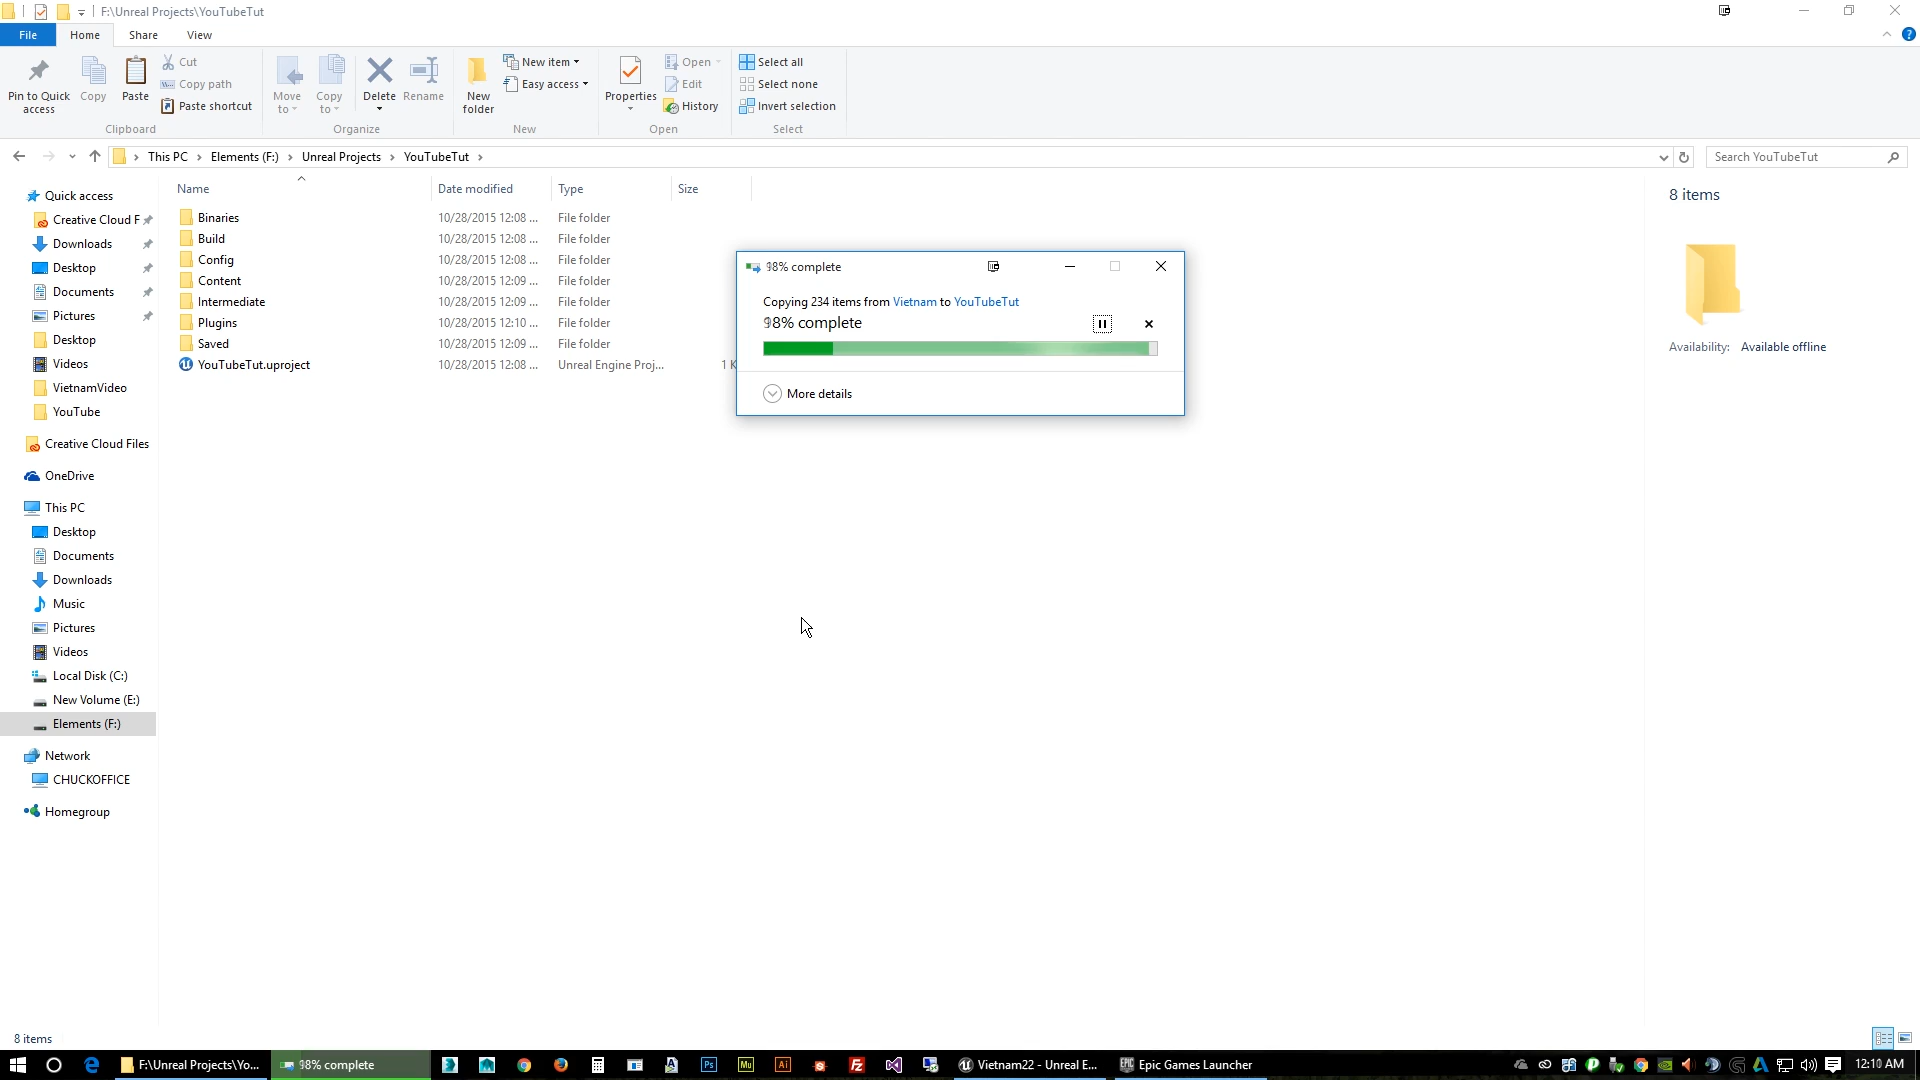 F:\Unreal Projects\YouTubeTut
File
Home
Share
View
Pin to Quick access
Copy
Paste
Cut
Copy path
Paste shortcut
Clipboard
Move to
Copy to
Delete
Rename
Organize
New folder
New item
Easy access
New
Properties
Open
Edit
History
Open
Select all
Select none
Invert selection
Select
This PC > Elements (F:) > Unreal Projects > YouTubeTut >
Search YouTubeTut
Quick access
Creative Cloud F
Downloads
Desktop
Documents
Pictures
Desktop
Videos
VietnamVideo
YouTube
Creative Cloud Files
OneDrive
This PC
Desktop
Documents
Downloads
Music
Pictures
Videos
Local Disk (C:)
New Volume (E:)
Elements (F:)
Network
CHUCKOFFICE
Homegroup
Name Date modified Type Size
Binaries 10/28/2015 12:08 ... File folder
Build 10/28/2015 12:08 ... File folder
Config 10/28/2015 12:08 ... File folder
Content 10/28/2015 12:09 ... File folder
Intermediate 10/28/2015 12:09 ... File folder
Plugins 10/28/2015 12:10 ... File folder
Saved 10/28/2015 12:09 ... File folder
YouTubeTut.uproject 10/28/2015 12:08 ... Unreal Engine Proj... 1 K
98% complete
Copying 234 items from Vietnam to YouTubeTut
98% complete
More details
8 items
Availability: Available offline
8 items
F:\Unreal Projects\Yo...
98% complete
Ps
Mu
Ai
Fz
Vietnam22 - Unreal E...
Epic Games Launcher
12:10 AM